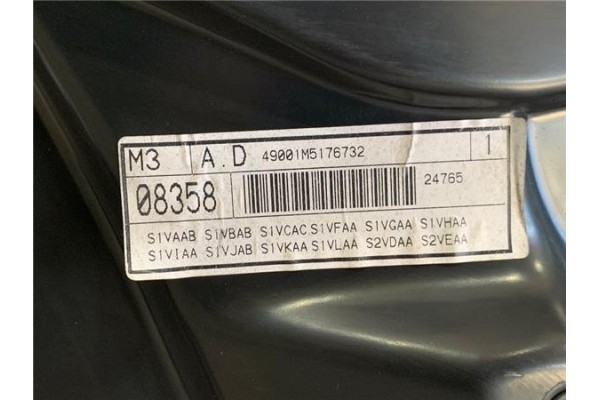 M3 A.D 49001M5176732 1
08358 24765
S1VAAB S1VBAB S1VCAC S1VFAA S1VGAA S1VHAA
S1VIAA S1VJAB S1VKAA S1VLAA S2VDAA S2VEAA